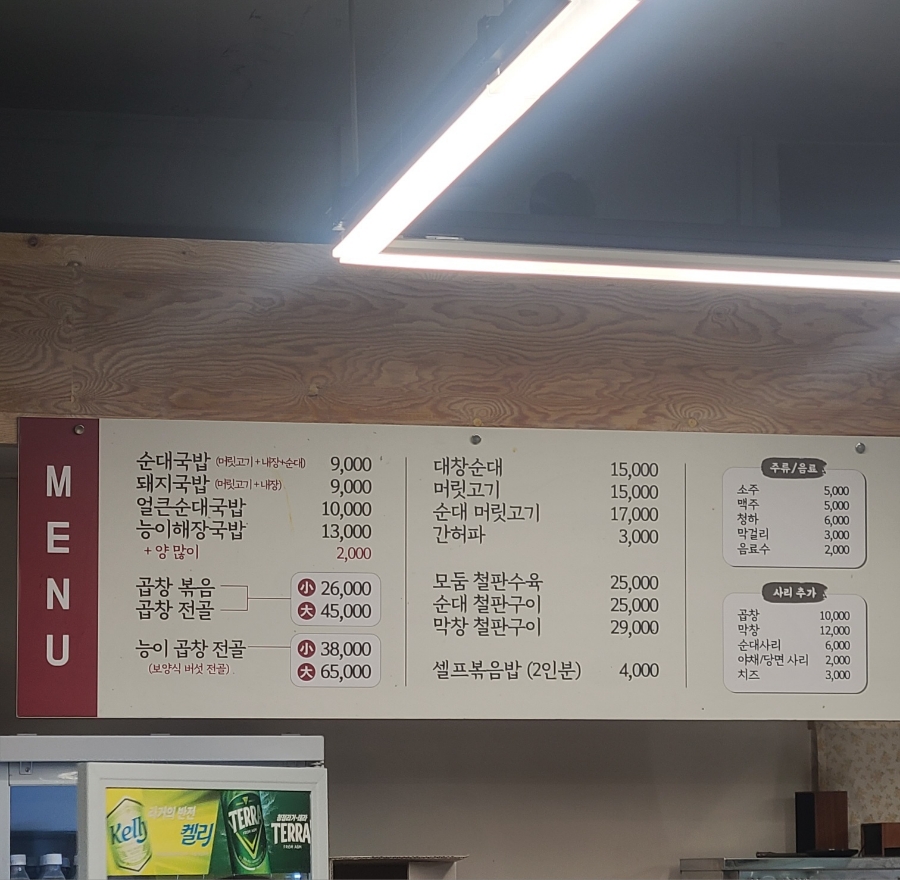 MENU
순대국밥 (머릿고기+내장+순대) 9,000
돼지국밥 (머릿고기+내장) 9,000
얼큰순대국밥 10,000
능이해장국밥 13,000
+ 양 많이 2,000
곱창 볶음 小 26,000
곱창 전골 大 45,000
능이 곱창 전골 小 38,000
(보양식 버섯 전골) 大 65,000
대창순대 15,000
머릿고기 15,000
순대 머릿고기 17,000
간허파 3,000
모둠 철판수육 25,000
순대 철판구이 25,000
막창 철판구이 29,000
셀프볶음밥 (2인분) 4,000
주류/음료
소주 5,000
맥주 5,000
청하 6,000
막걸리 3,000
음료수 2,000
사리 추가
곱창 10,000
막창 12,000
순대사리 6,000
야채/당면 사리 2,000
치즈 3,000
Kelly
켈리
TERRA
TERRA